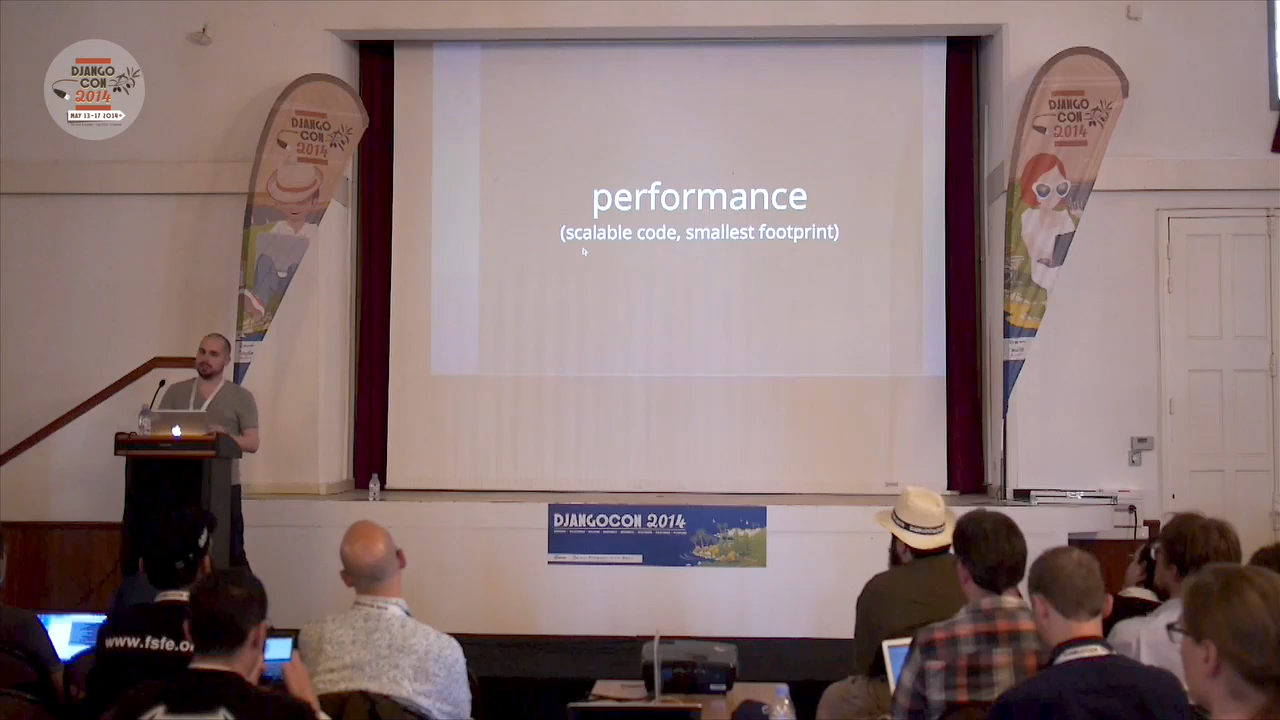 DJANGO
CON
2014
MAY 13-17 2014
DJANGO
CON
2014
DJANGO
CON
2014
performance
(scalable code, smallest footprint)
DJANGOCON 2014
www.fsfe.o